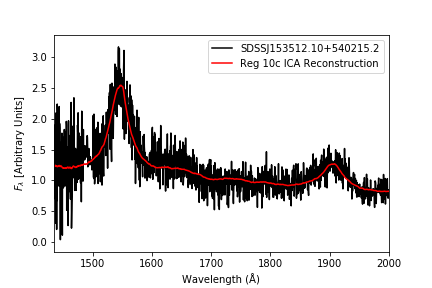 SDSSJ153512.10+540215.2
Reg 10c ICA Reconstruction
3.0
2.5
2.0
1.5
1.0
0.5
0.0
F_λ [Arbitrary Units]
1500 1600 1700 1800 1900 2000
Wavelength (Å)